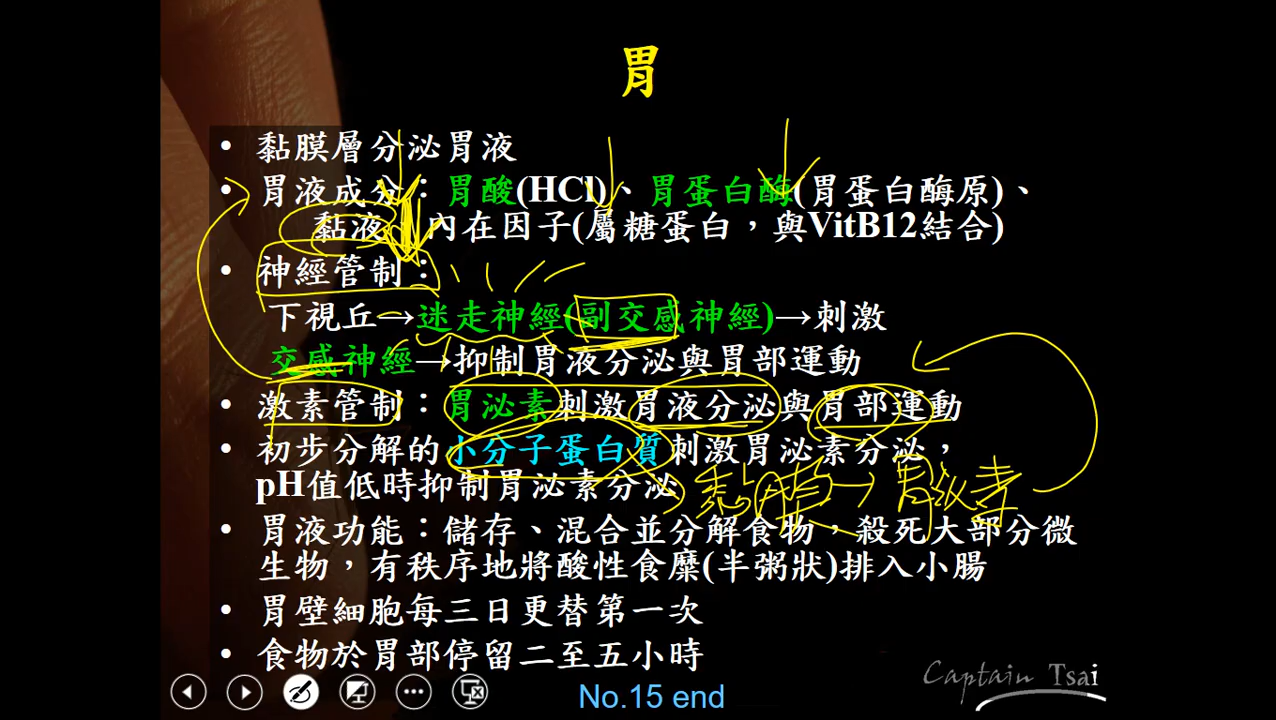 胃
• 黏膜層分泌胃液
• 胃液成分：胃酸(HCl)、胃蛋白酶(胃蛋白酶原)、
黏液、內在因子(屬糖蛋白，與VitB12結合)
• 神經管制：
下視丘→迷走神經(副交感神經)→刺激
交感神經→抑制胃液分泌與胃部運動
• 激素管制：胃泌素刺激胃液分泌與胃部運動
• 初步分解的小分子蛋白質刺激胃泌素分泌，
pH值低時抑制胃泌素分泌
黏膜→胃泌素
• 胃液功能：儲存、混合並分解食物，殺死大部分微
生物，有秩序地將酸性食糜(半粥狀)排入小腸
• 胃壁細胞每三日更替第一次
• 食物於胃部停留二至五小時
Captain Tsai
No.15 end